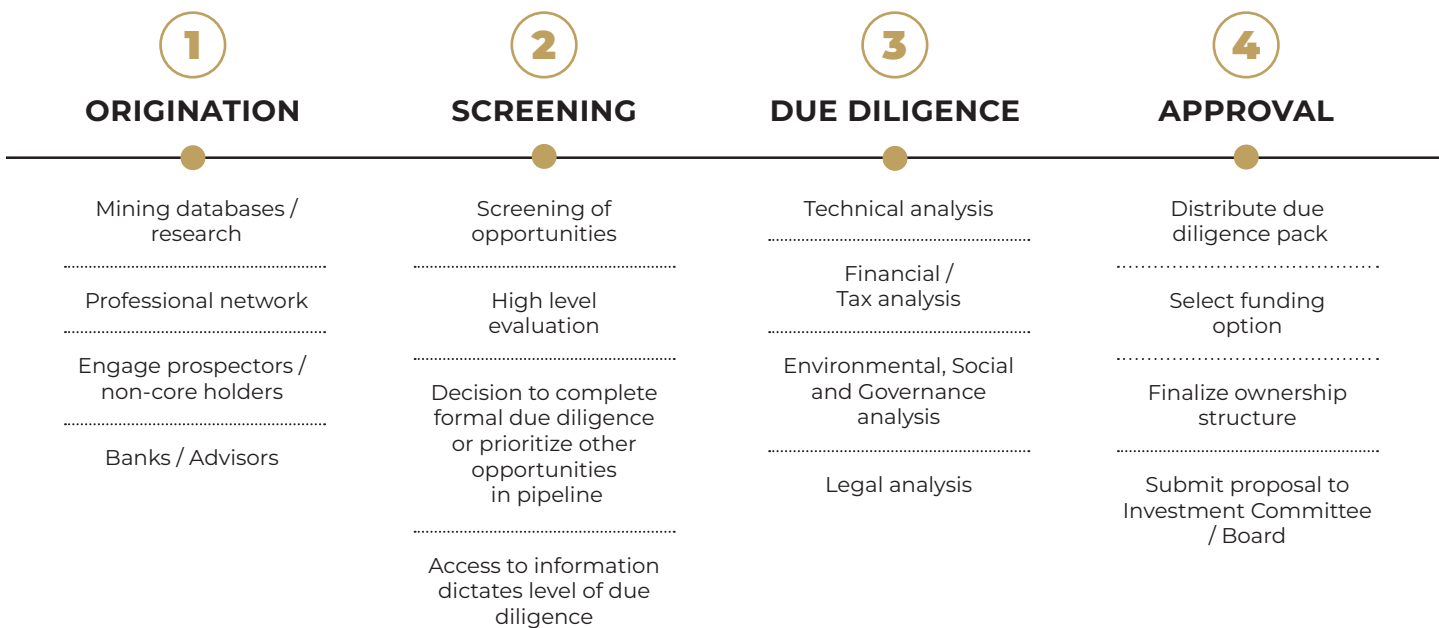 1
ORIGINATION
Mining databases /
research
Professional network
Engage prospectors /
non-core holders
Banks / Advisors
2
SCREENING
Screening of
opportunities
High level
evaluation
Decision to complete
formal due diligence
or prioritize other
opportunities
in pipeline
Access to information
dictates level of due
diligence
3
DUE DILIGENCE
Technical analysis
Financial /
Tax analysis
Environmental, Social
and Governance
analysis
Legal analysis
4
APPROVAL
Distribute due
diligence pack
Select funding
option
Finalize ownership
structure
Submit proposal to
Investment Committee
/ Board